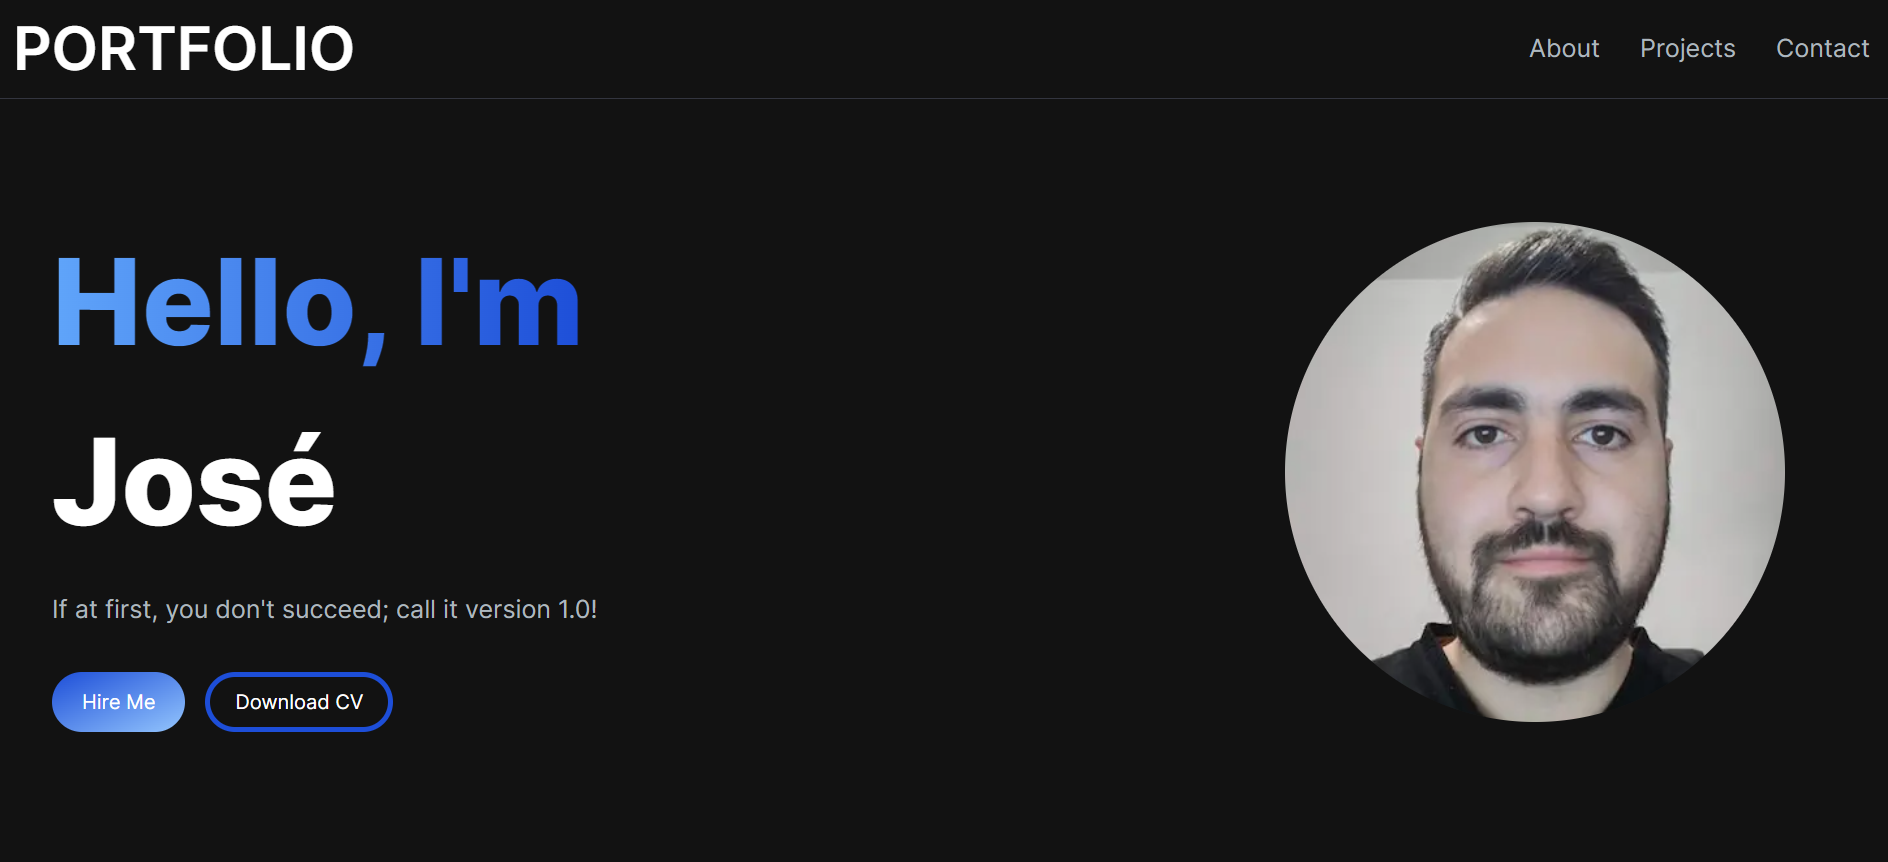 PORTFOLIO
About Projects Contact
Hello, I'm
José
If at first, you don't succeed; call it version 1.0!
Hire Me Download CV